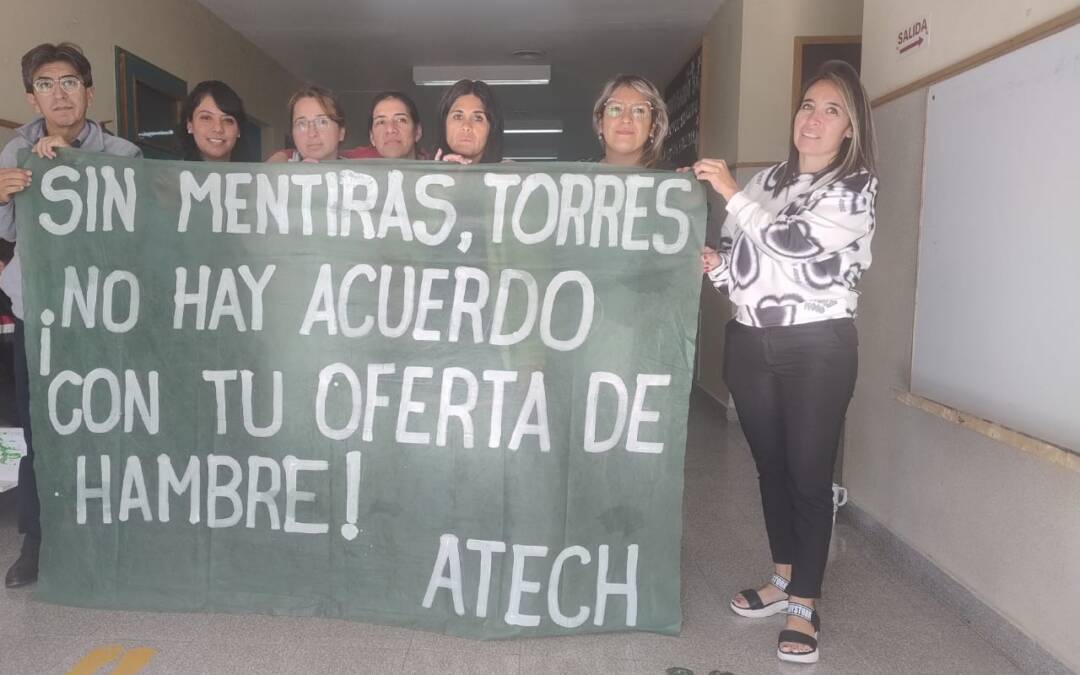 SALIDA
SIN MENTIRAS, TORRES
¡NO HAY ACUERDO
CON TU OFERTA DE
HAMBRE!
ATECH